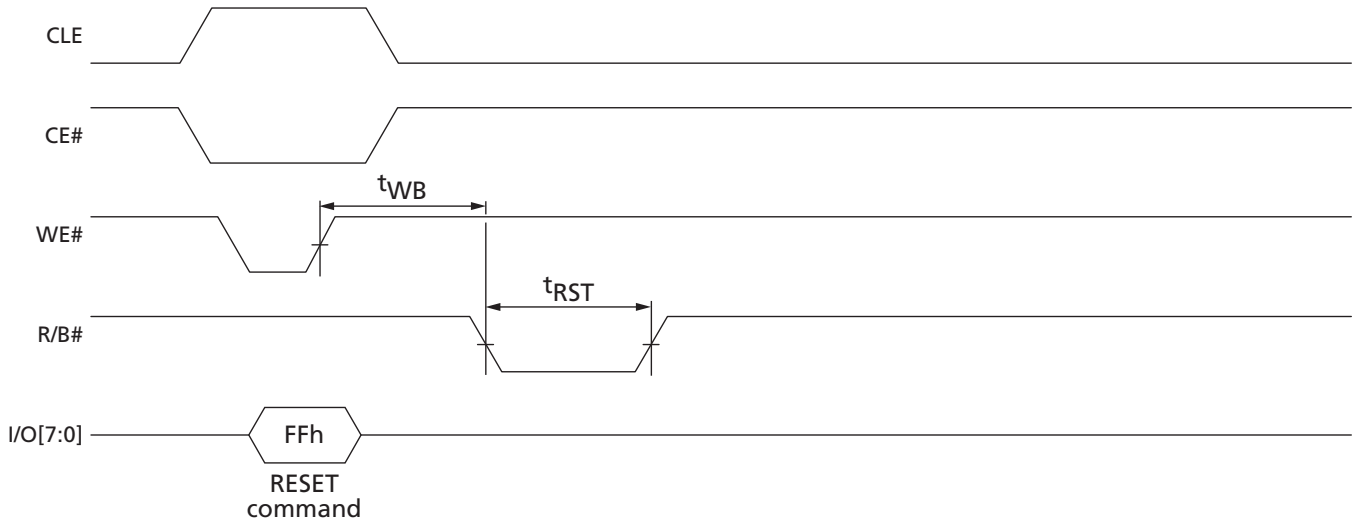 CLE
CE#
tWB
WE#
tRST
R/B#
I/O[7:0]
FFh
RESET
command